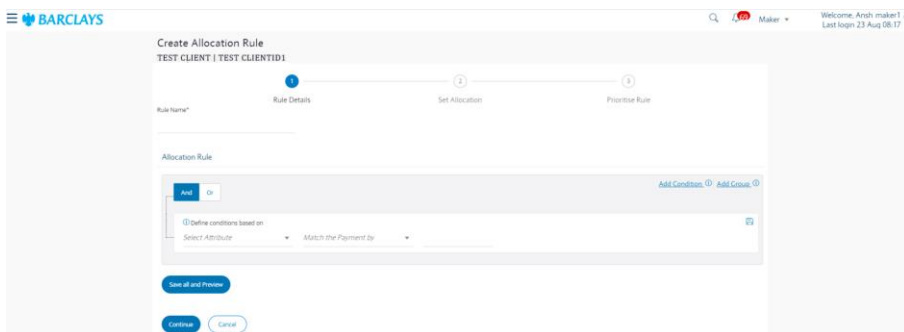 BARCLAYS
Maker
Welcome, Ansh maker1
Last login 23 Aug 08:17
Create Allocation Rule
TEST CLIENT | TEST CLIENTID1
1
2
3
Rule Details
Set Allocation
Prioritise Rule
Rule Name*
Allocation Rule
And
Or
Add Condition
Add Group
Define conditions based on
Select Attribute
Match the Payment by
Save all and Preview
Continue
Cancel